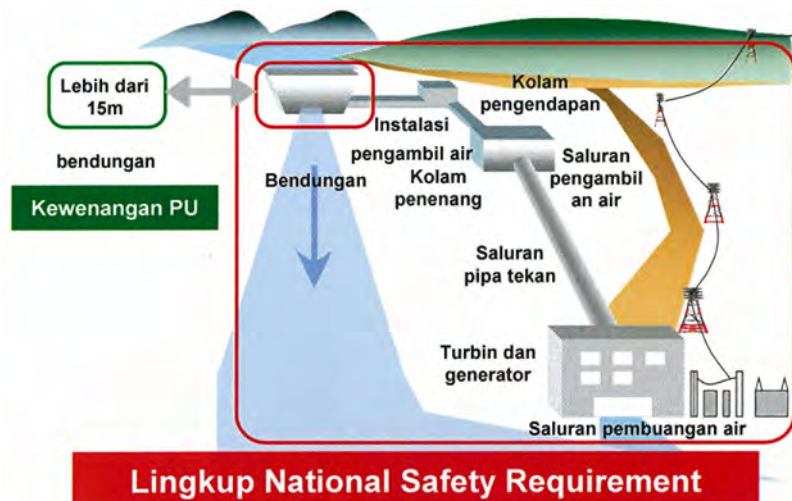 Lebih dari
15m
bendungan
Kewenangan PU
Bendungan
Instalasi
pengambil air
Kolam
penenang
Kolam
pengendapan
Saluran
pengambil
an air
Saluran
pipa tekan
Turbin dan
generator
Saluran pembuangan air
Lingkup National Safety Requirement